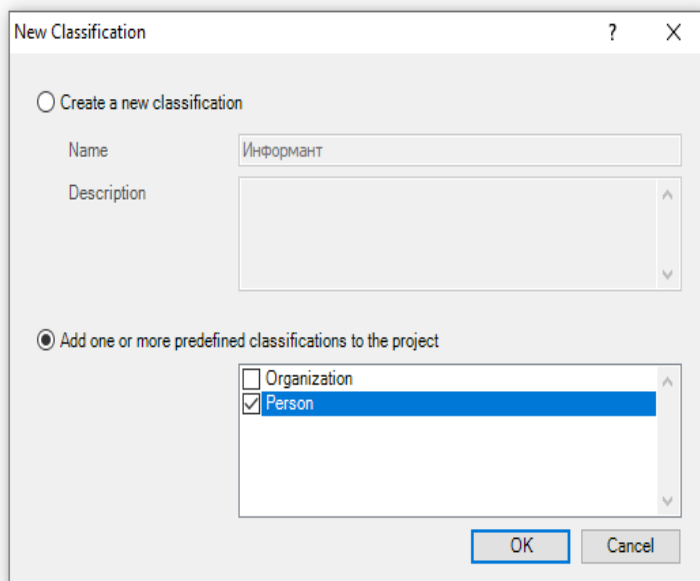 New Classification
Create a new classification
Name Информант
Description
Add one or more predefined classifications to the project
Organization
Person
OK Cancel